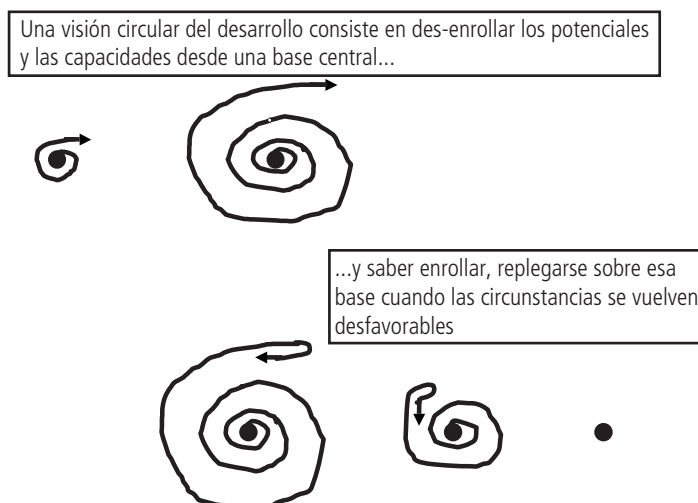 Una visión circular del desarrollo consiste en des-enrollar los potenciales
y las capacidades desde una base central...
...y saber enrollar, replegarse sobre esa
base cuando las circunstancias se vuelven
desfavorables